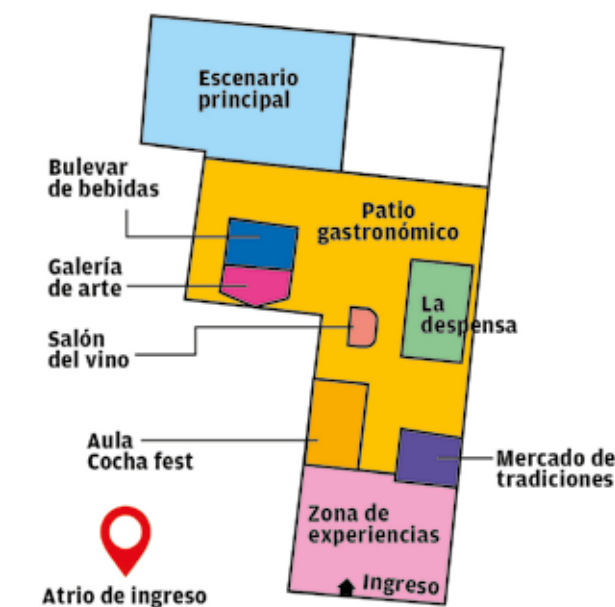 Escenario
principal
Bulevar
de bebidas
Patio
gastronómico
Galería
de arte
La
despensa
Salón
del vino
Aula
Cocha fest
Mercado de
tradiciones
Zona de
experiencias
Ingreso
Atrio de ingreso